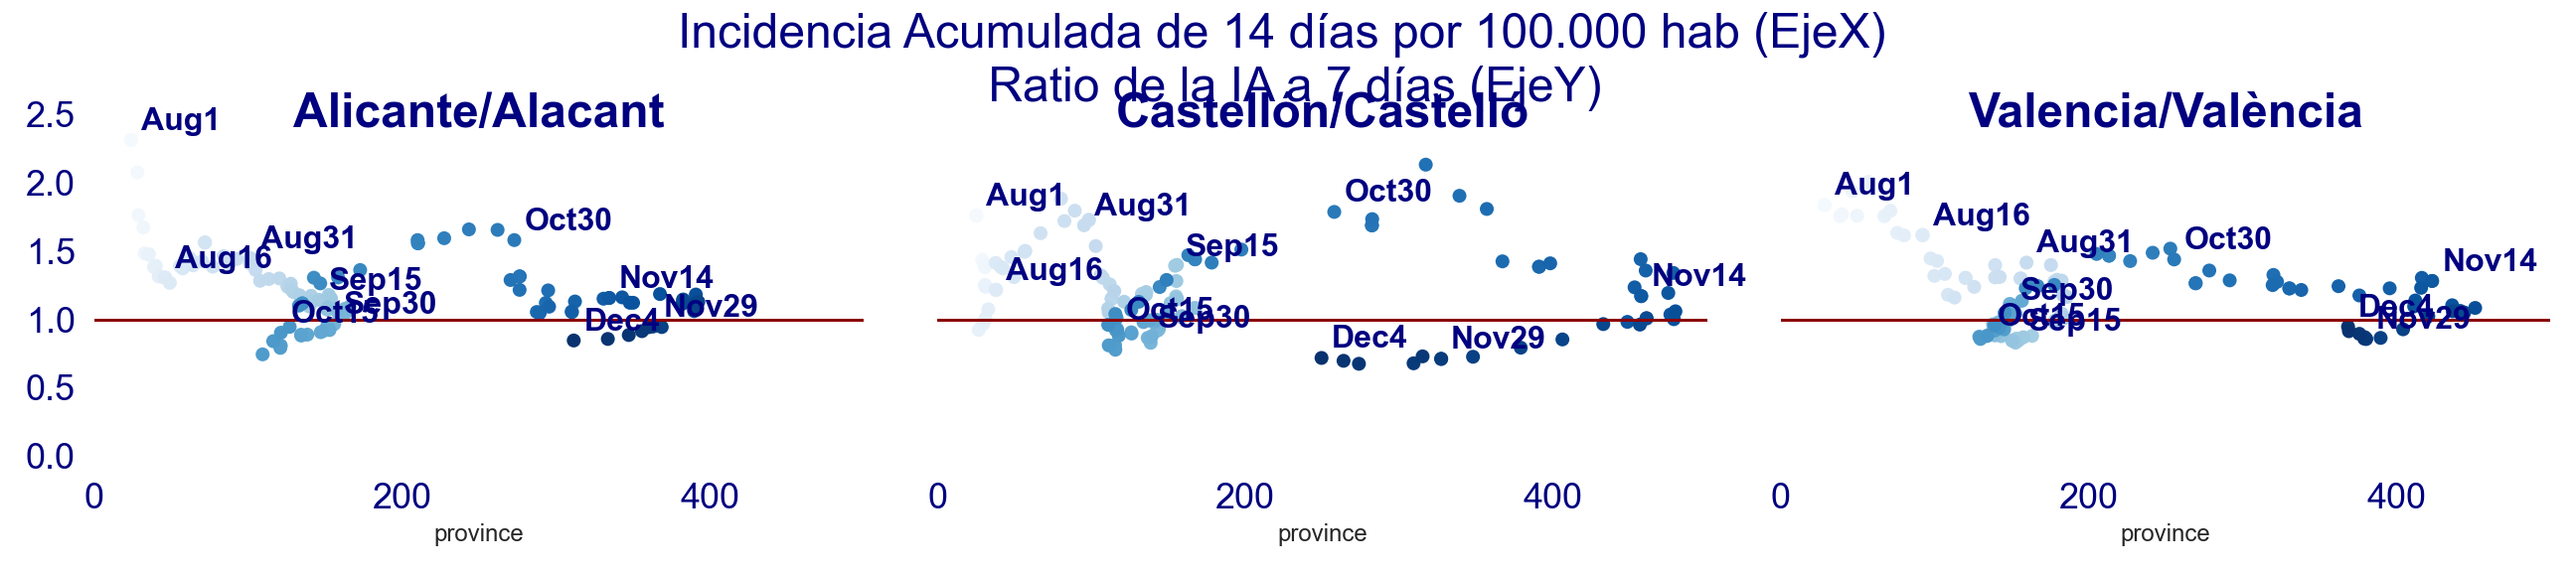 Incidencia Acumulada de 14 días por 100.000 hab (EjeX)
Ratio de la IA a 7 días (EjeY)
Alicante/Alacant
Castellón/Castelló
Valencia/València
2.5
2.0
1.5
1.0
0.5
0.0
Aug1
Aug16
Aug31
Sep15
Sep30
Oct15
Oct30
Nov14
Nov29
Dec4
0
200
400
province
Aug1
Aug16
Aug31
Sep15
Sep30
Oct15
Oct30
Nov14
Nov29
Dec4
0
200
400
province
Aug1
Aug16
Aug31
Sep15
Sep30
Oct15
Oct30
Nov14
Nov29
Dec4
0
200
400
province